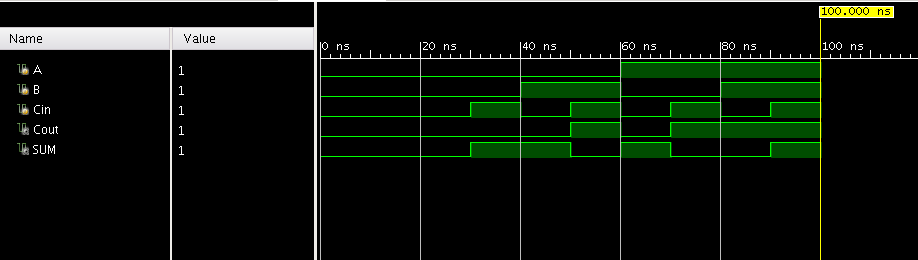 100.000 ns
Name Value
0 ns 20 ns 40 ns 60 ns 80 ns 100 ns
A 1
B 1
Cin 1
Cout 1
SUM 1